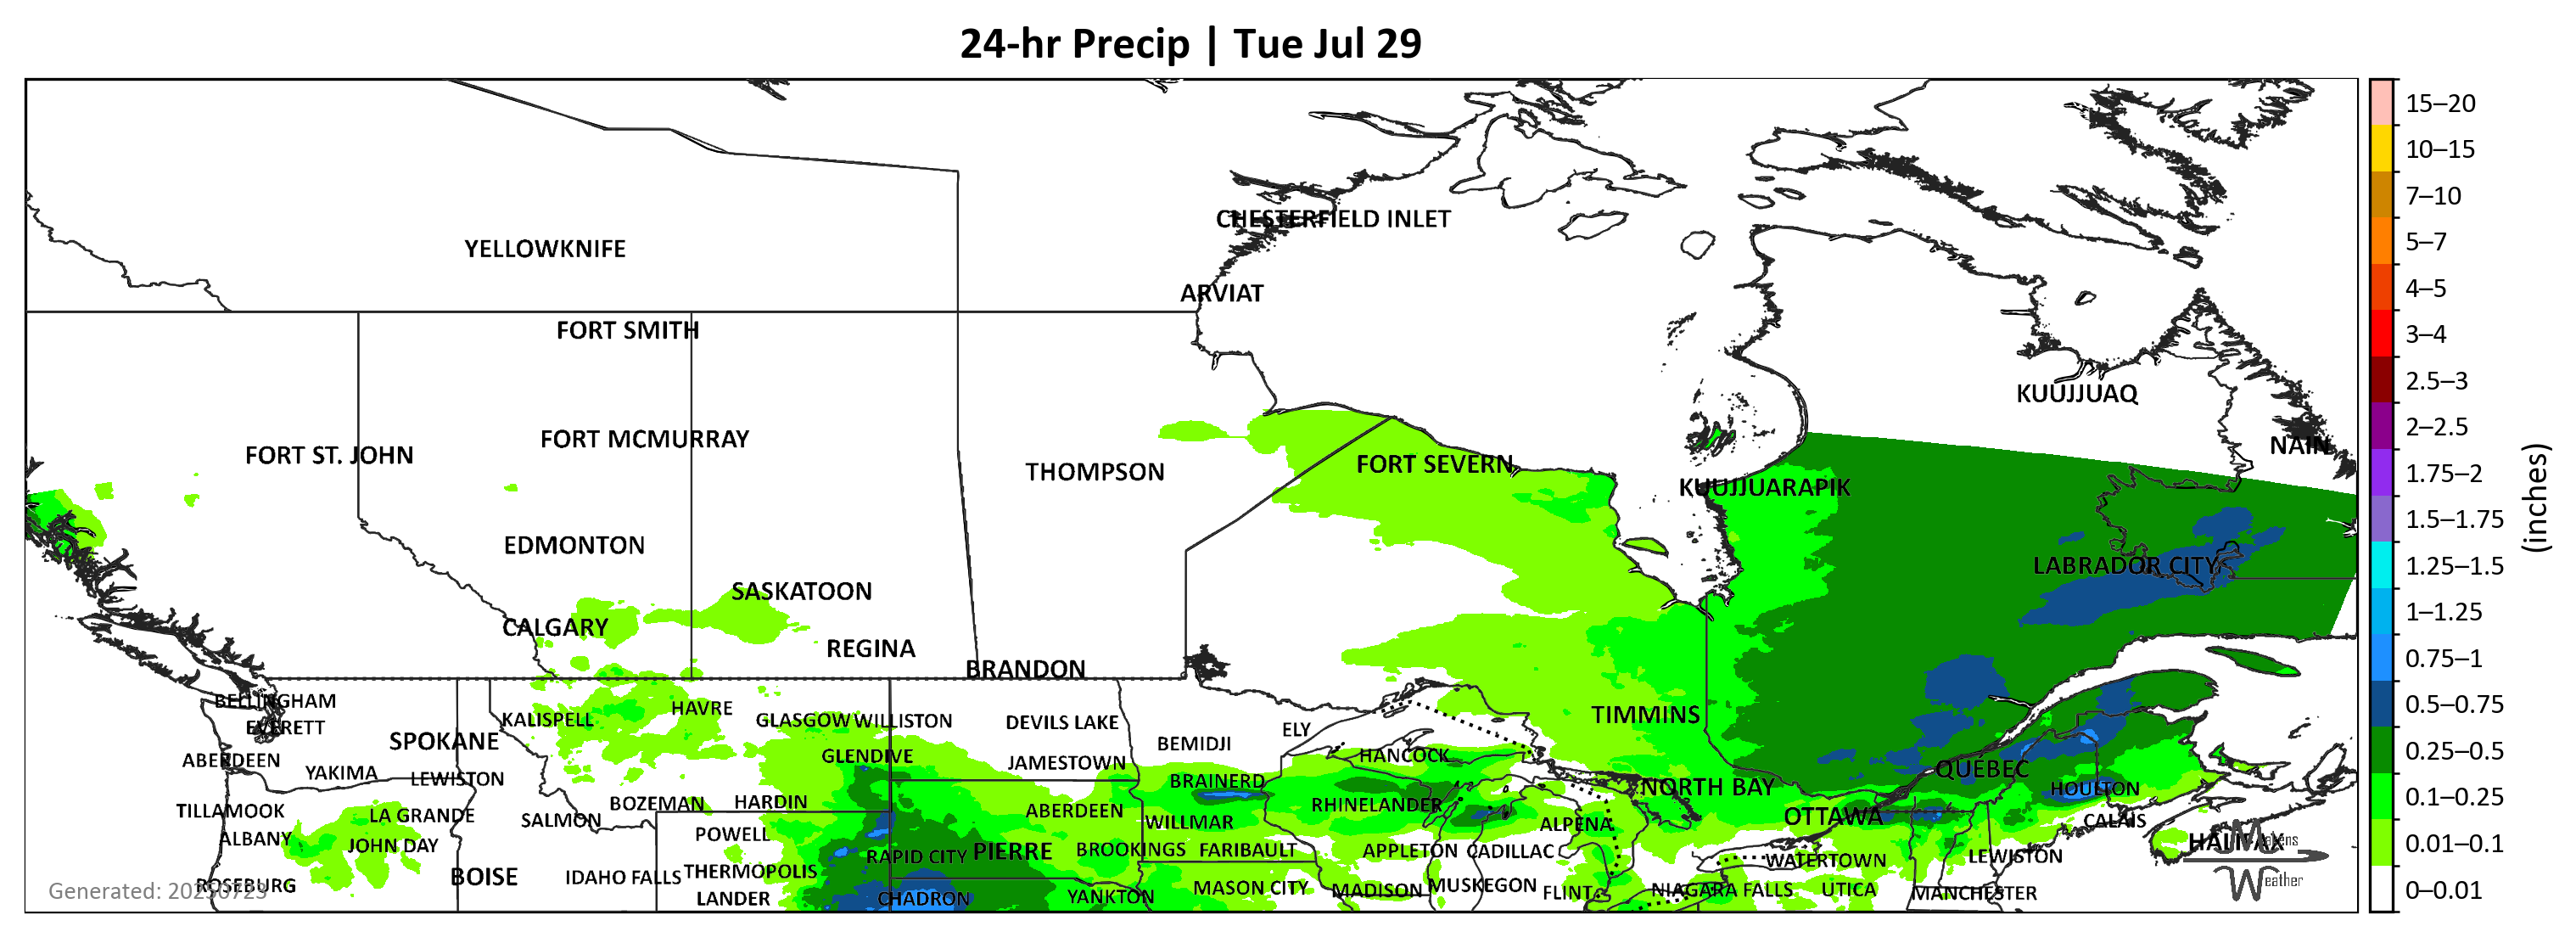 24-hr Precip | Tue Jul 29
CHESTERFIELD INLET
YELLOWKNIFE
ARVIAT
FORT SMITH
KUUJJUAQ
FORT MCMURRAY
NAIN
FORT ST. JOHN
FORT SEVERN
THOMPSON
KUUJJUARAPIK
EDMONTON
LABRADOR CITY
SASKATOON
CALGARY
REGINA
BRANDON
BELLINGHAM
HAVRE
TIMMINS
KALISPELL
GLASGOW
WILLISTON
DEVILS LAKE
EVERETT
ELY
SPOKANE
BEMIDJI
GLENDIVE
HANCOCK
ABERDEEN
JAMESTOWN
QUÉBEC
YAKIMA
LEWISTON
BRAINERD
NORTH BAY
HOULTON
BOZEMAN
HARDIN
RHINELANDER
TILLAMOOK
LA GRANDE
ABERDEEN
SALMON
WILLMAR
OTTAWA
CALAIS
ALPENA
POWELL
ALBANY
JOHN DAY
HALIFAX
RAPID CITY
PIERRE
BROOKINGS
FARIBAULT
APPLETON
CADILLAC
LEWISTON
WATERTOWN
BOISE
IDAHO FALLS
THERMOPOLIS
ROSEBURG
MASON CITY
MADISON
MUSKEGON
FLINT
NIAGARA FALLS
UTICA
MANCHESTER
LANDER
CHADRON
YANKTON
Weather
15–20
10–15
7–10
5–7
4–5
3–4
2.5–3
2–2.5
1.75–2
1.5–1.75
1.25–1.5
1–1.25
0.75–1
0.5–0.75
0.25–0.5
0.1–0.25
0.01–0.1
0–0.01
(inches)